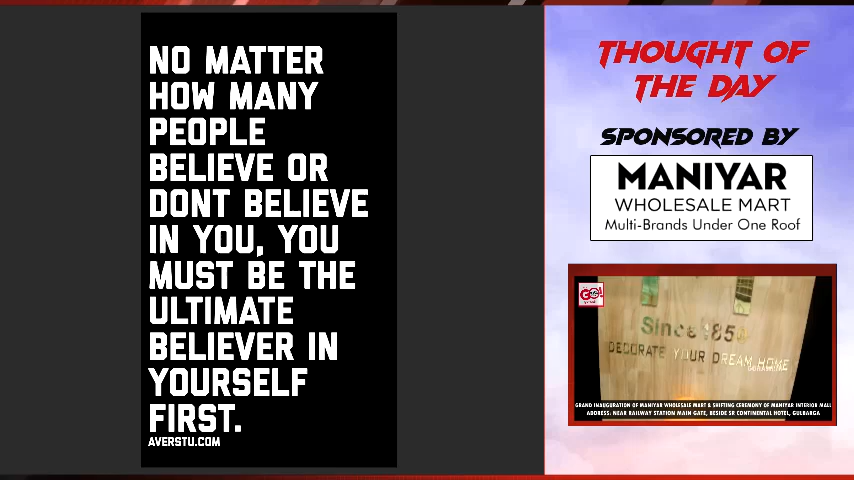 NO MATTER
HOW MANY
PEOPLE
BELIEVE OR
DONT BELIEVE
IN YOU, YOU
MUST BE THE
ULTIMATE
BELIEVER IN
YOURSELF
FIRST.
AVERSTU.COM
THOUGHT OF
THE DAY
SPONSORED BY
MANIYAR
WHOLESALE MART
Multi-Brands Under One Roof
Since 185
DECORATE YOUR DREAM HOME
GRAND INAUGURATION OF MANIYAR WHOLESALE MART & SHIFTING CEREMONY OF MANIYAR INTERIOR MALL
ADDRESS: NEAR RAILWAY STATION MAIN GATE, BESIDE SR CONTINENTAL HOTEL, GULBARGA